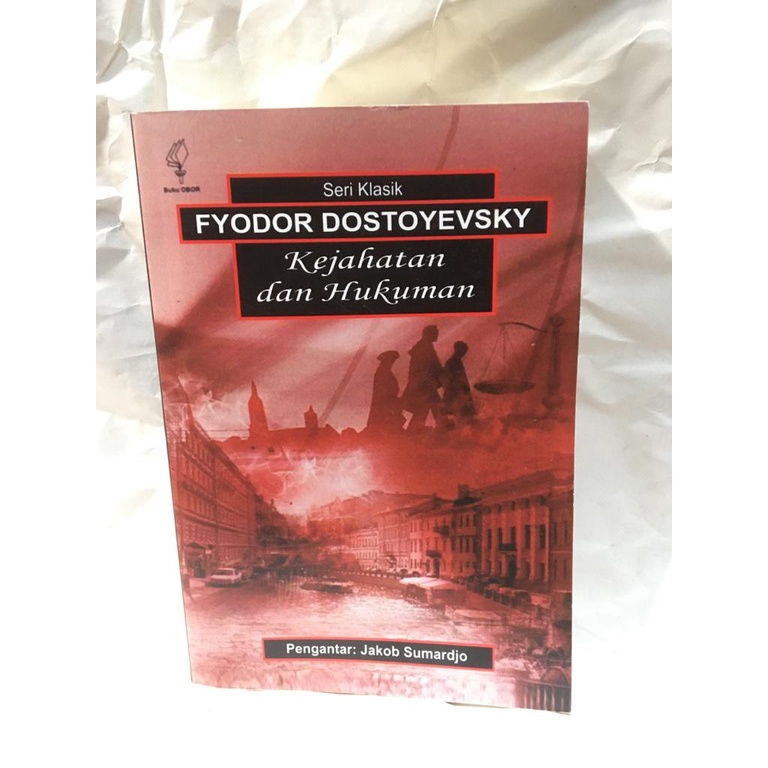 Buku OBOR
Seri Klasik
FYODOR DOSTOYEVSKY
Kejahatan
dan Hukuman
Pengantar: Jakob Sumardjo